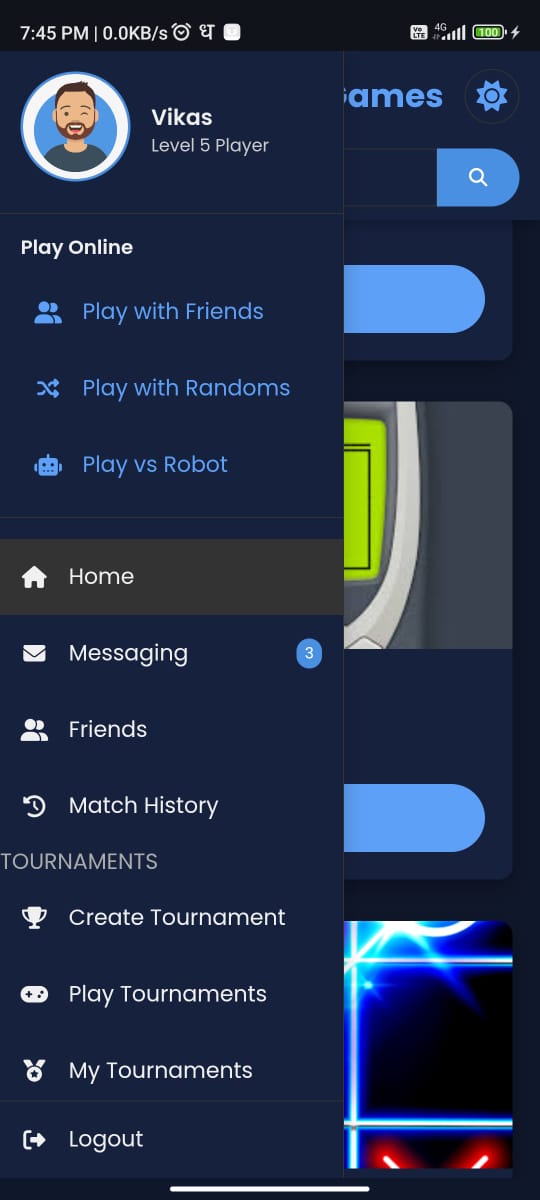 7:45 PM | 0.0KB/s
Vo LTE 4G 100
Games
Vikas
Level 5 Player
Play Online
Play with Friends
Play with Randoms
Play vs Robot
Home
Messaging 3
Friends
Match History
TOURNAMENTS
Create Tournament
Play Tournaments
My Tournaments
Logout